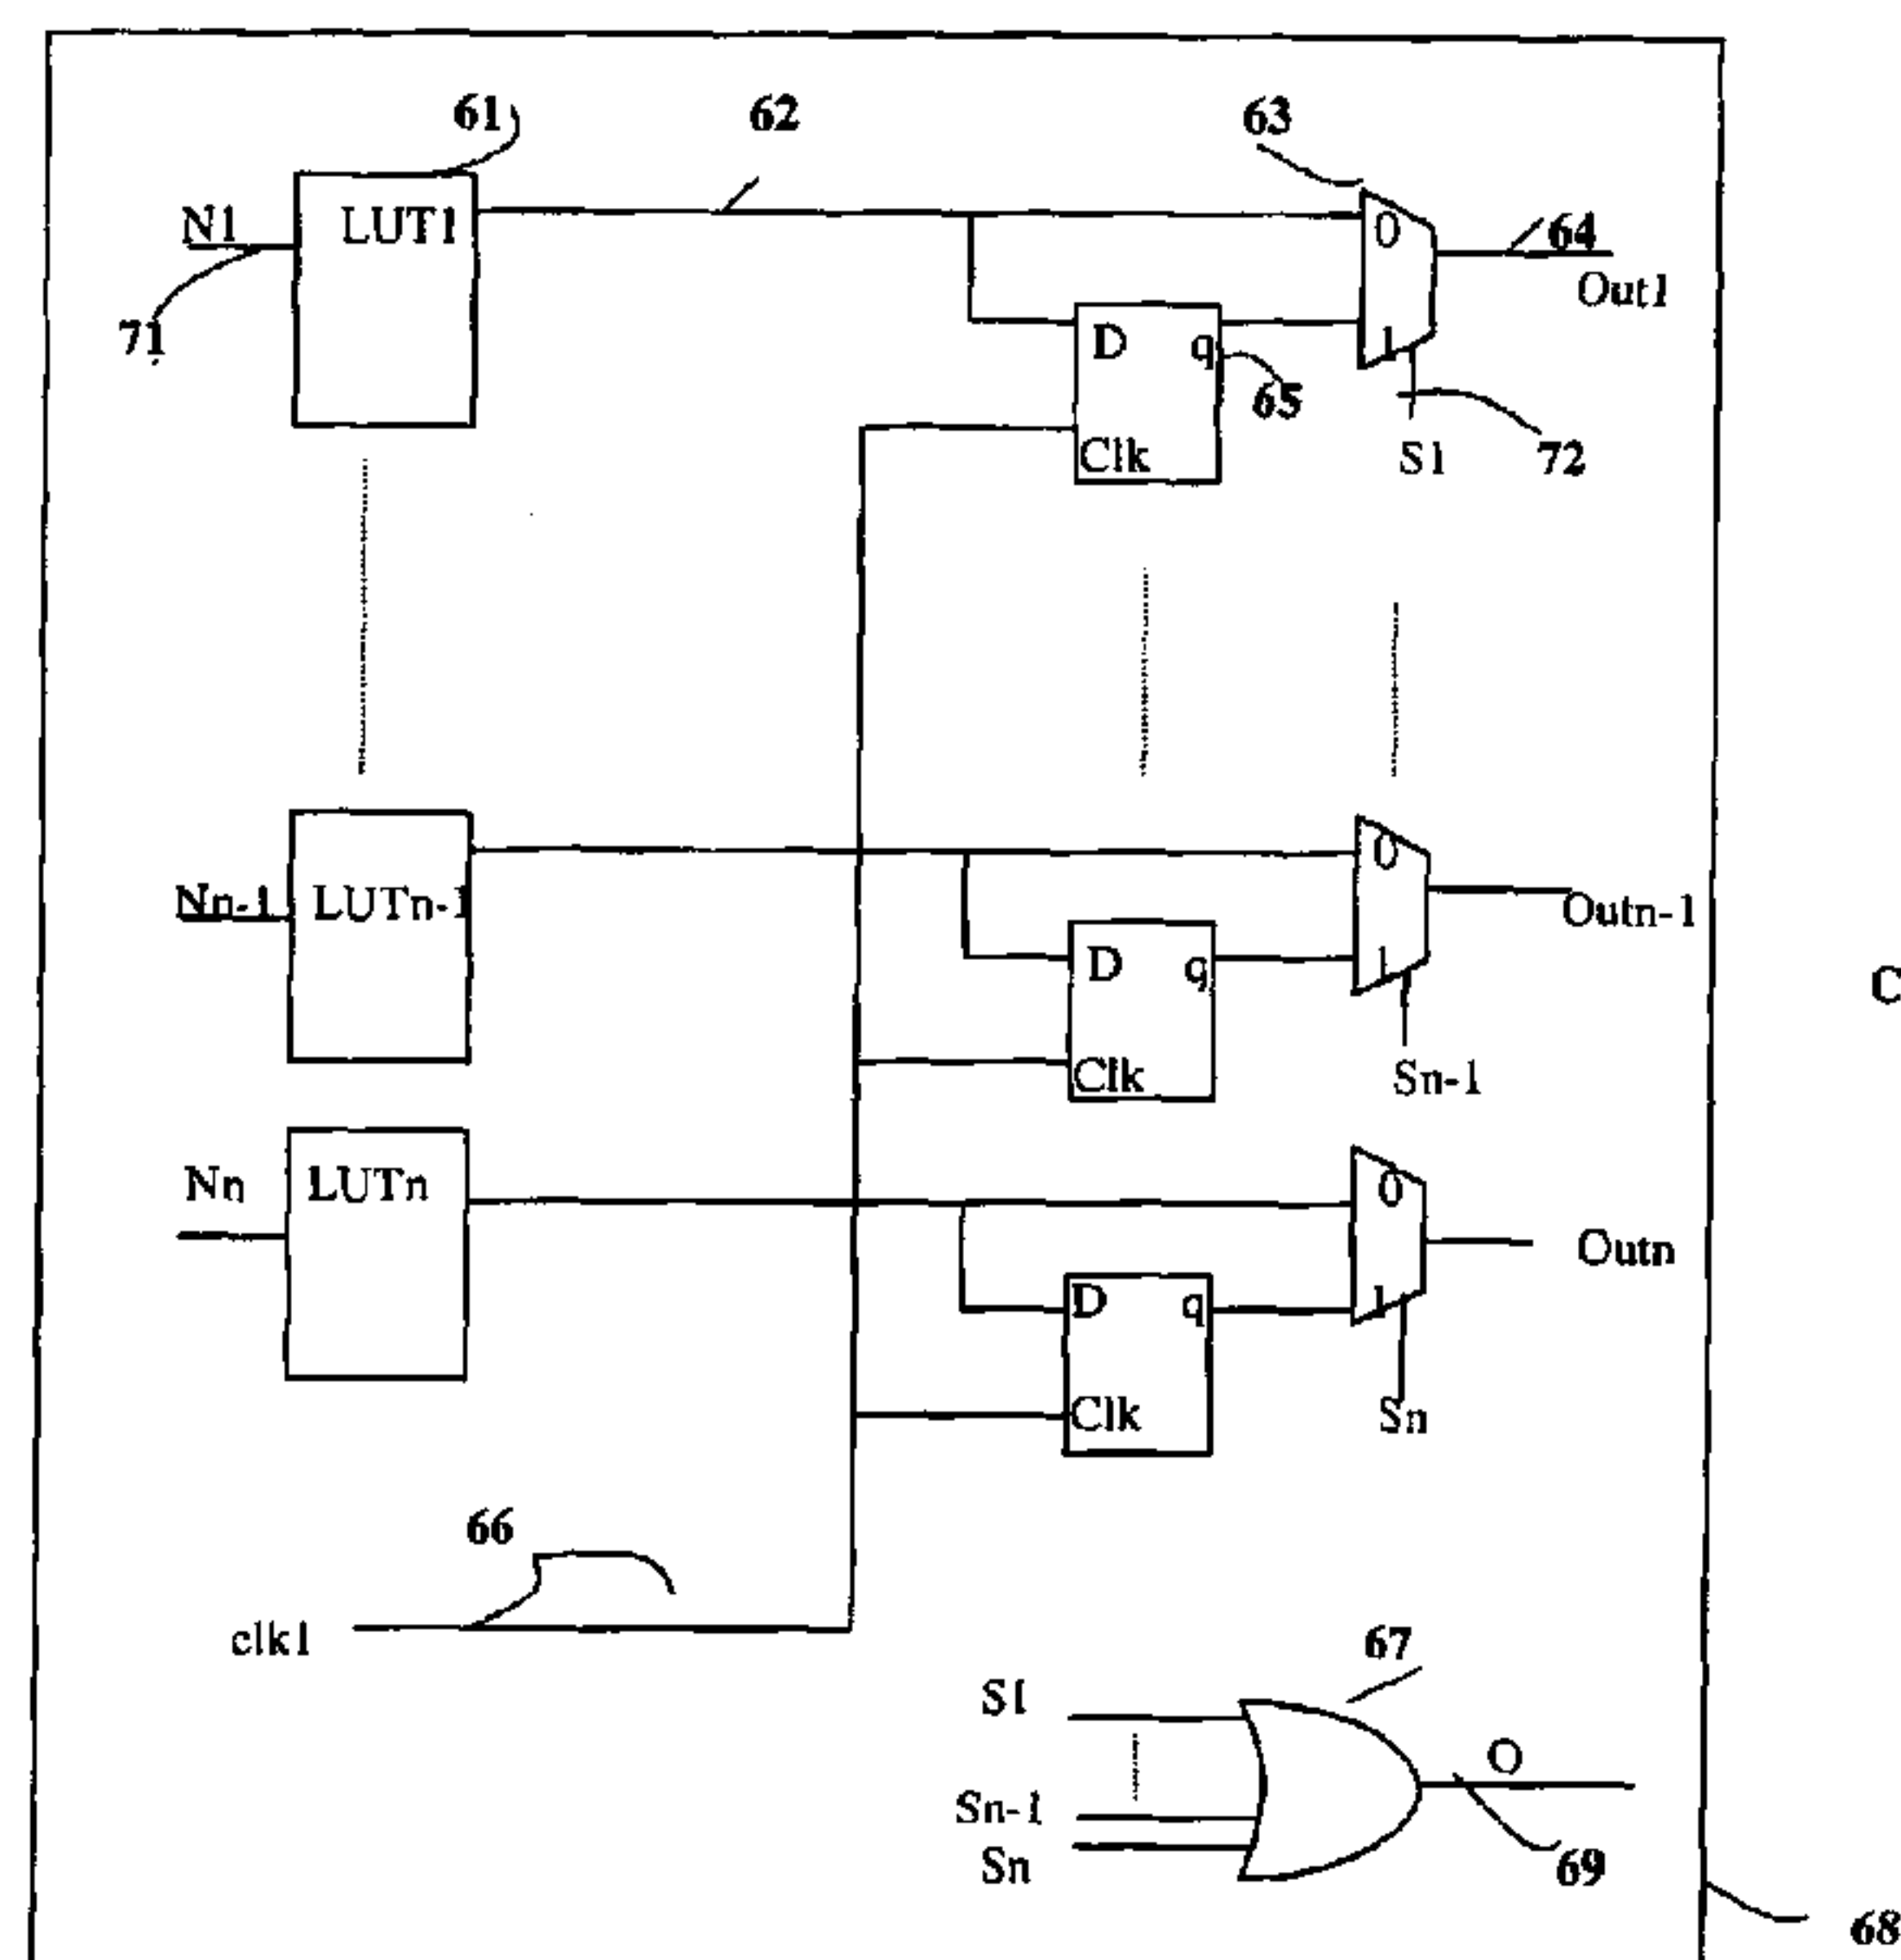 61 62 63
N1 LUT1 0 64
Out1
71 D q 1
65
Clk S1 72
0
Nn-1 LUTn-1 Outn-1
D q 1
C
Clk Sn-1
Nn LUTn 0
Outn
D q 1
Clk Sn
66
clk1 67
S1
O
Sn-1
Sn 69
68